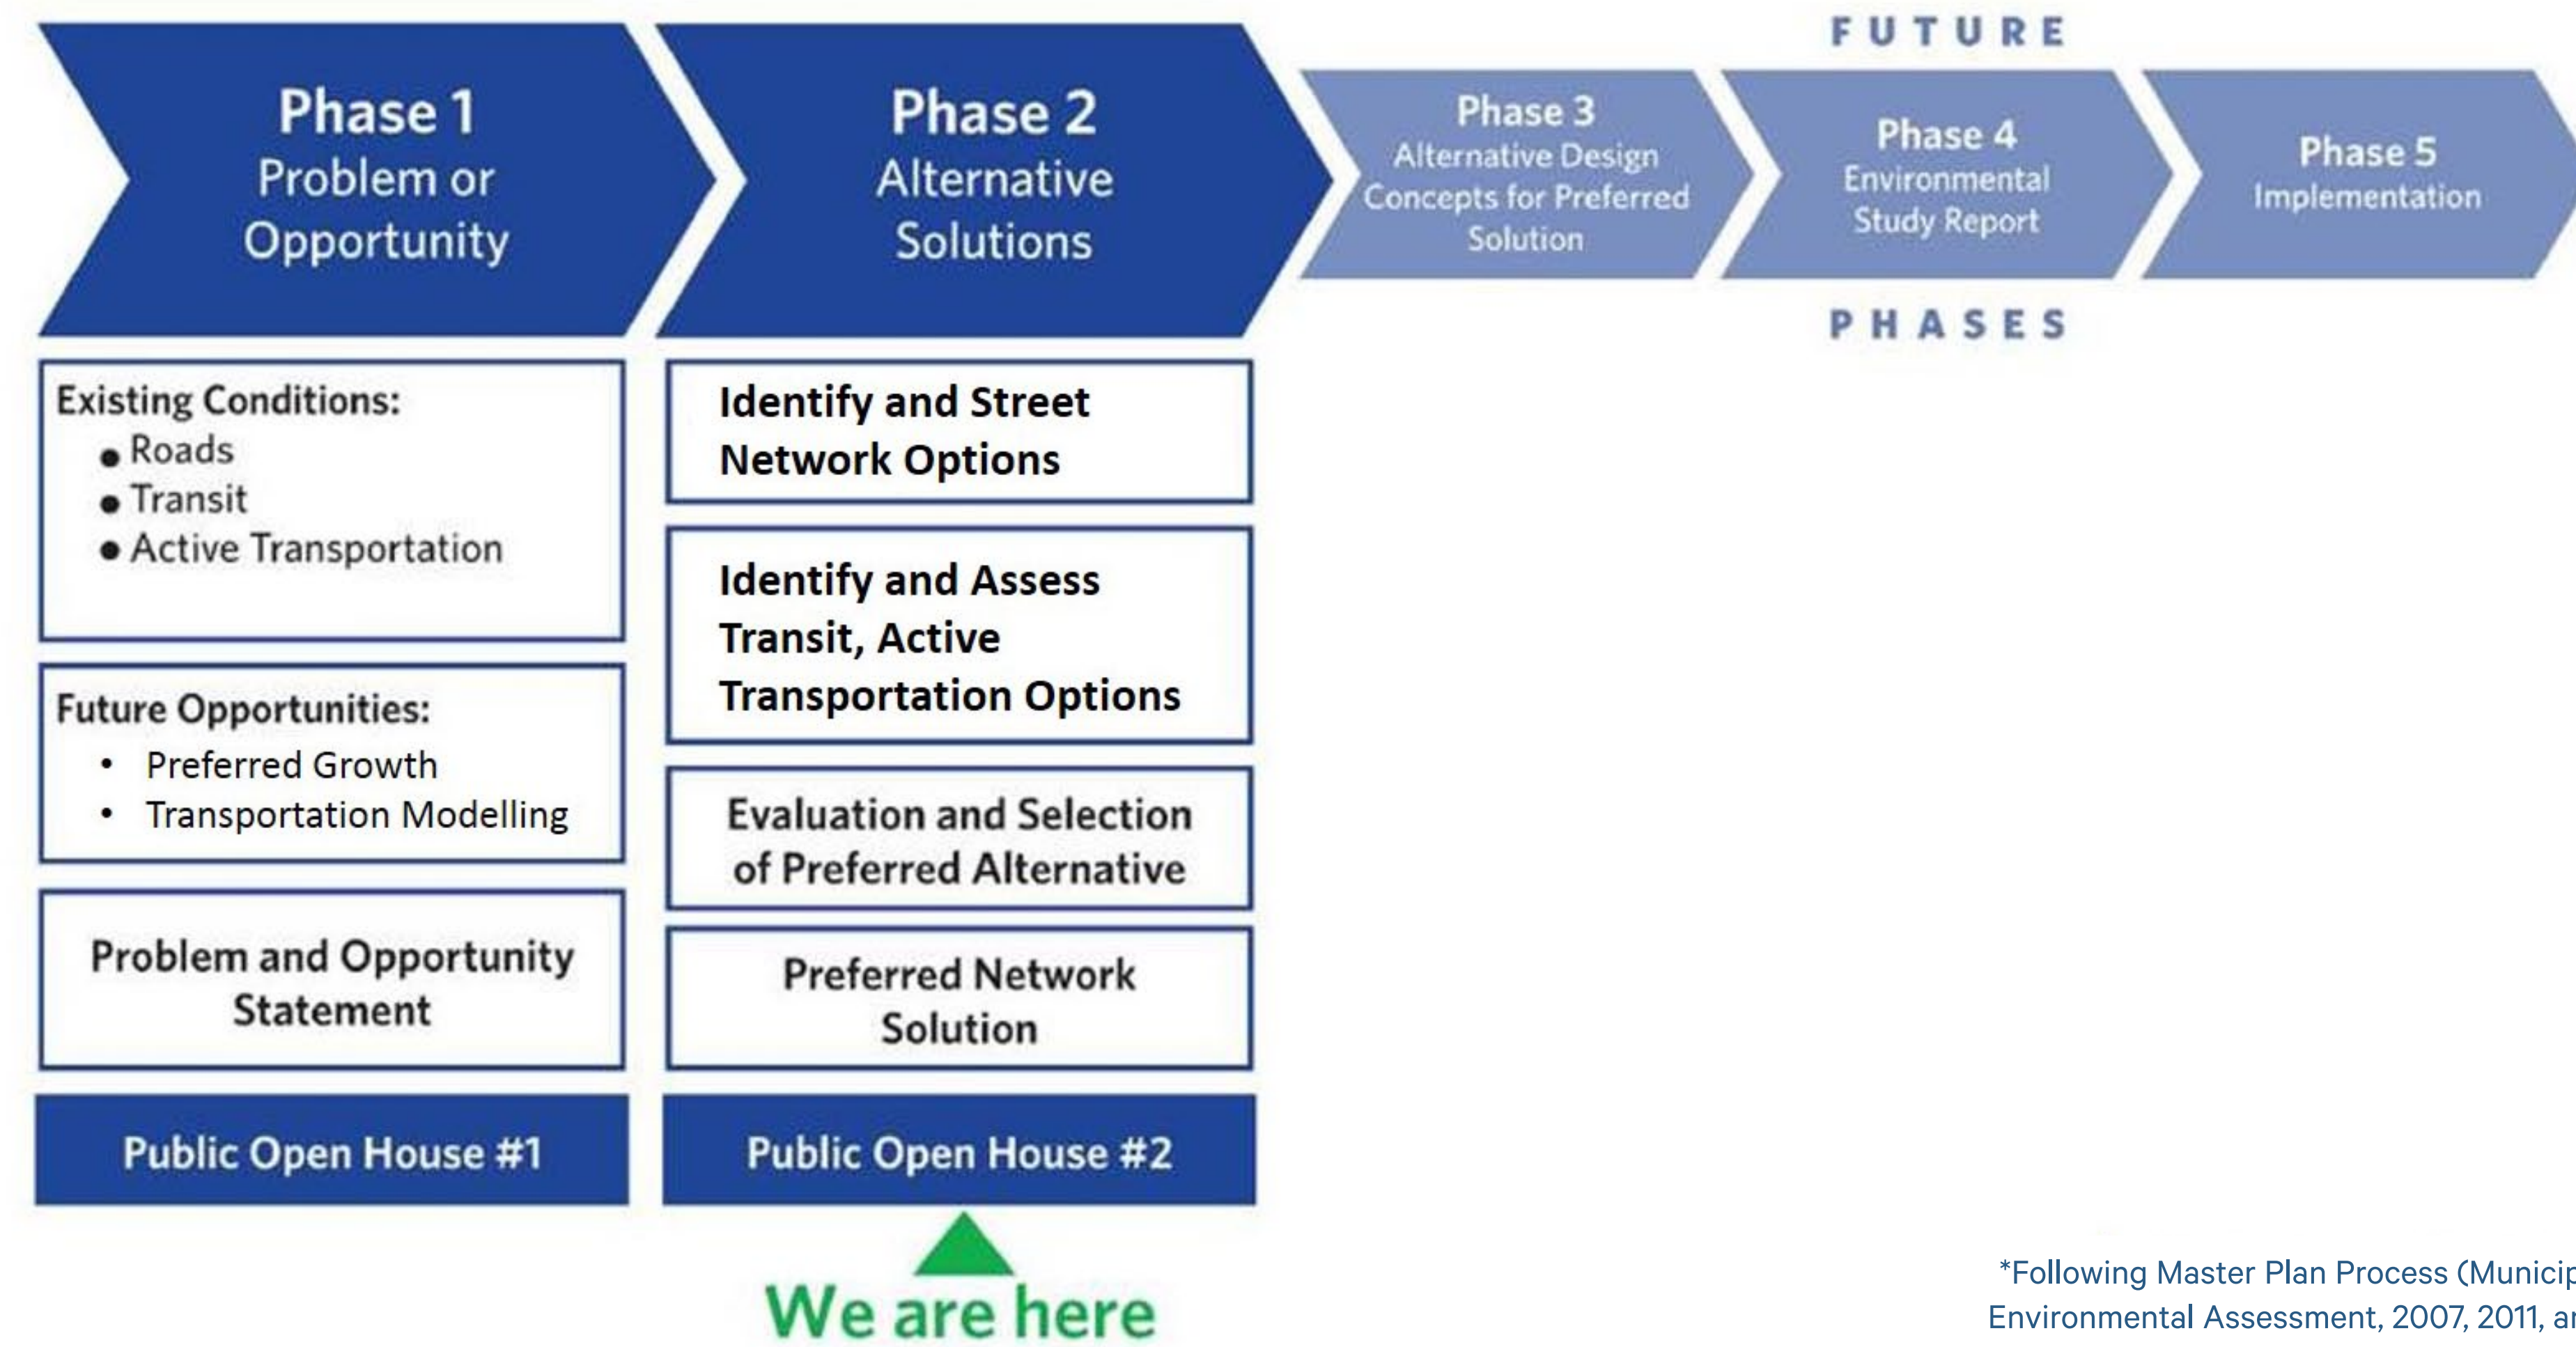 FUTURE
Phase 1
Problem or
Opportunity
Phase 2
Alternative
Solutions
Phase 3
Alternative Design
Concepts for Preferred
Solution
Phase 4
Environmental
Study Report
Phase 5
Implementation
PHASES
Existing Conditions:
● Roads
● Transit
● Active Transportation
Future Opportunities:
• Preferred Growth
• Transportation Modelling
Problem and Opportunity
Statement
Public Open House #1
Identify and Street
Network Options
Identify and Assess
Transit, Active
Transportation Options
Evaluation and Selection
of Preferred Alternative
Preferred Network
Solution
Public Open House #2
We are here
*Following Master Plan Process
Environmental Assessment, 2007, 2011,